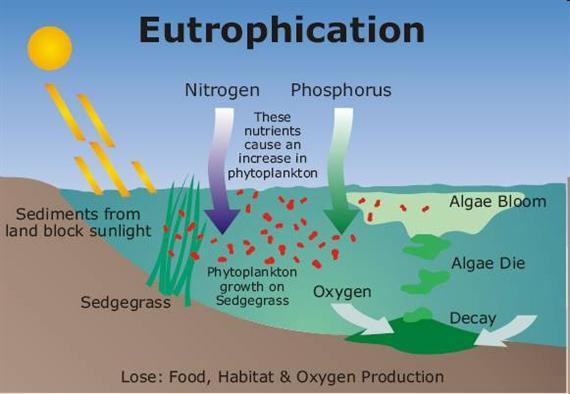 Eutrophication
Nitrogen
Phosphorus
These
nutrients
cause an
increase in
phytoplankton
Sediments from
land block sunlight
Algae Bloom
Algae Die
Phytoplankton
growth on
Sedgegrass
Oxygen
Sedgegrass
Decay
Lose: Food, Habitat & Oxygen Production